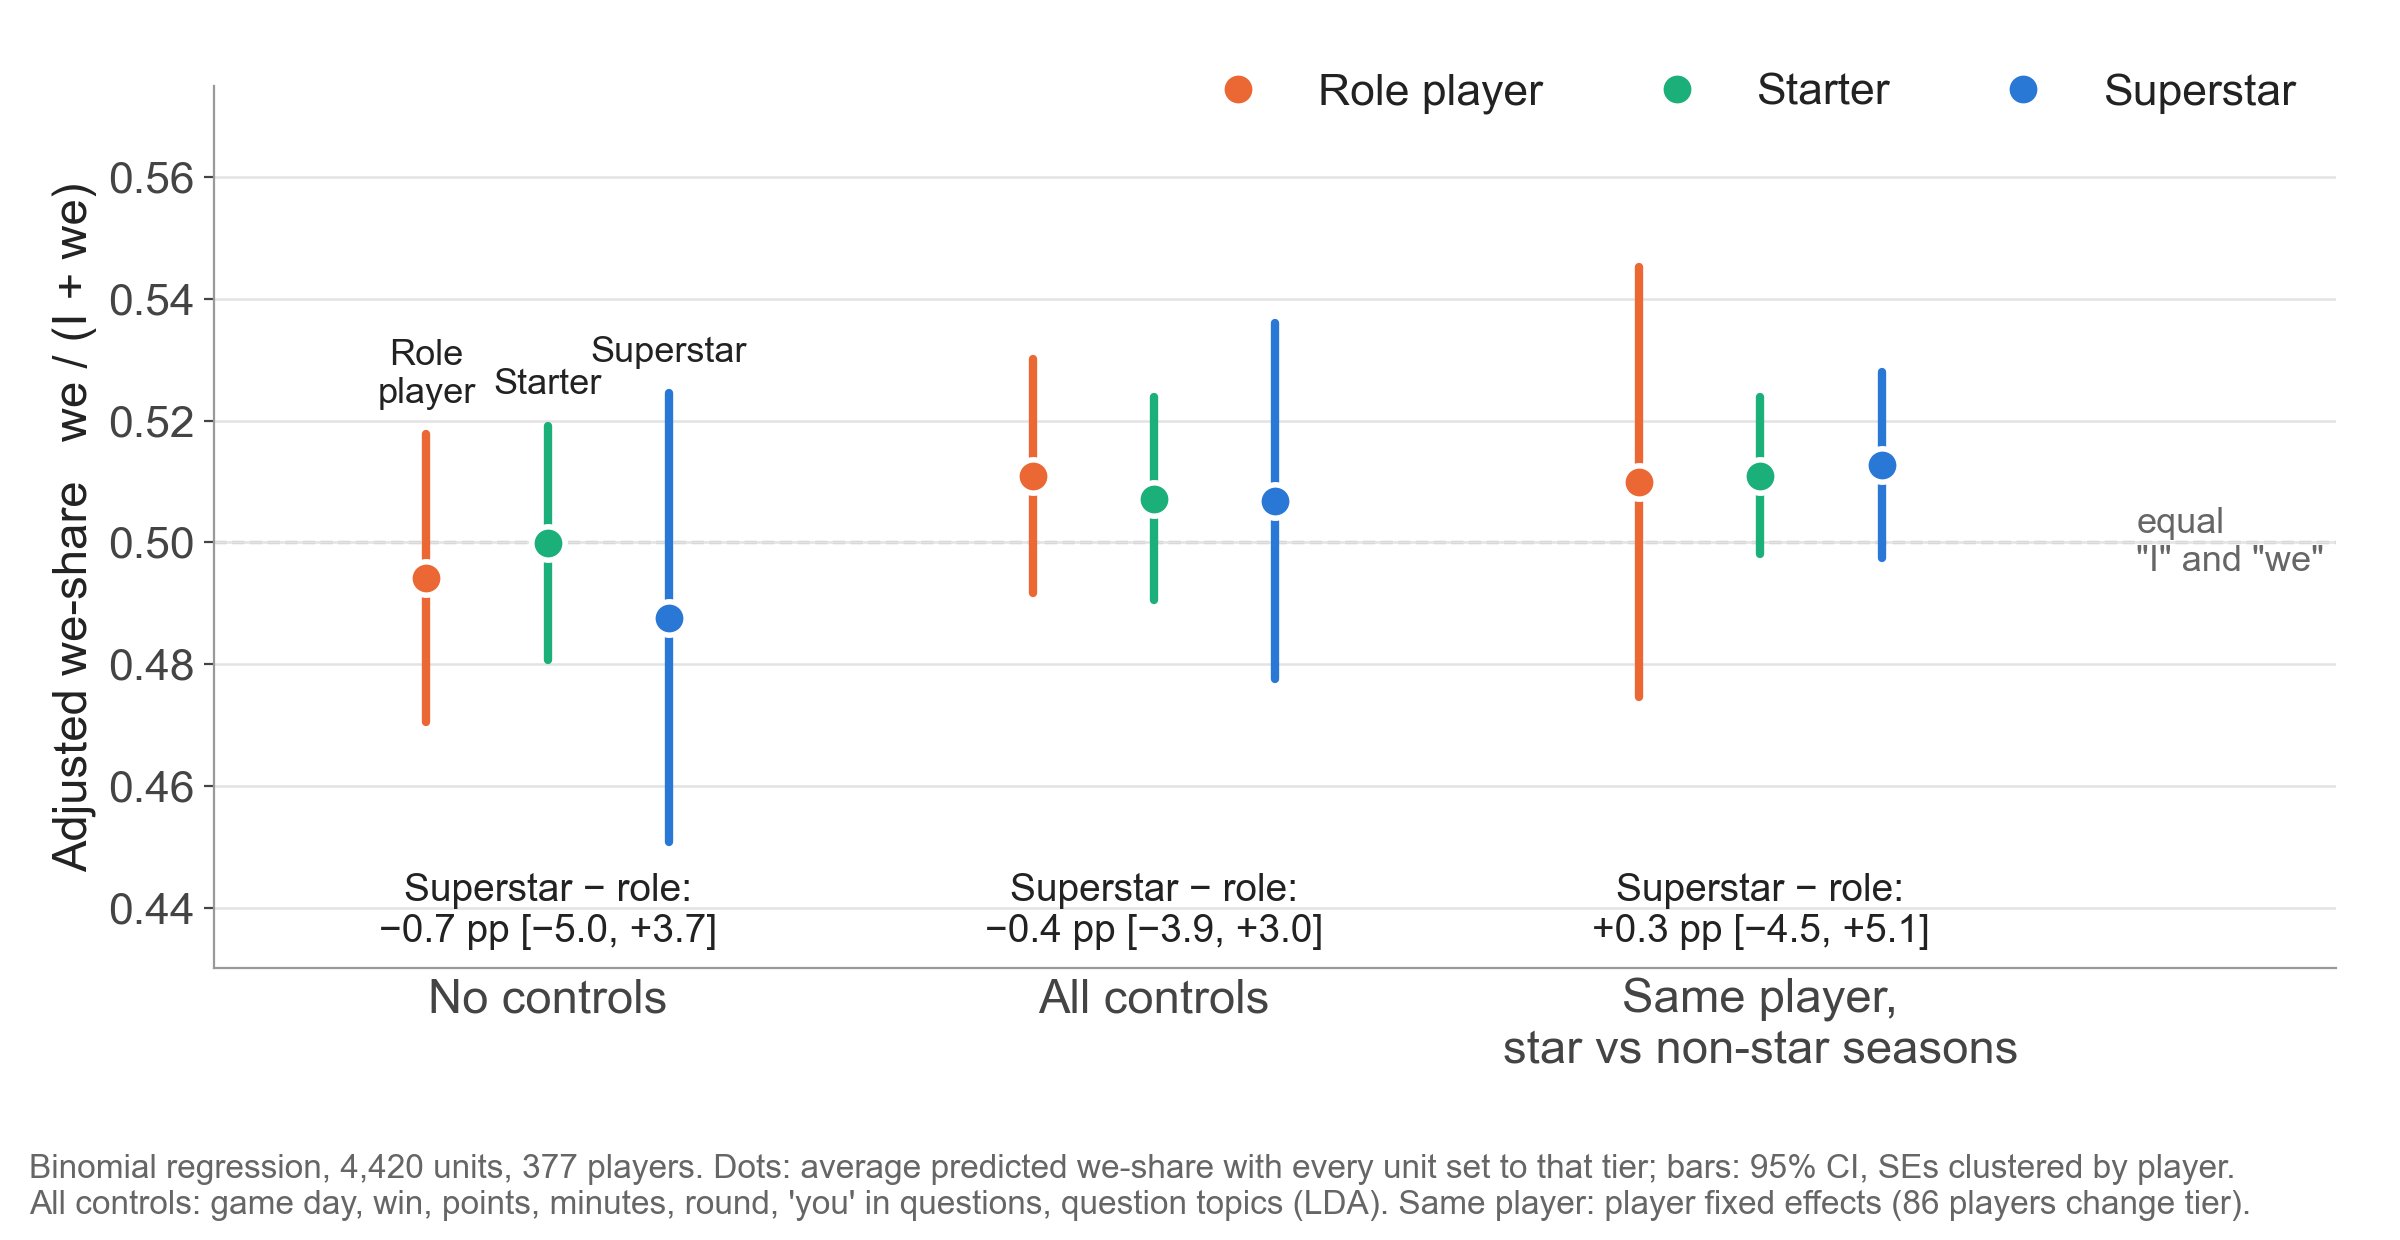 Role player
Starter
Superstar
Adjusted we-share   we / (I + we)
0.56
0.54
0.52
0.50
0.48
0.46
0.44
Role
player
Starter
Superstar
equal
"I" and "we"
Superstar − role:
−0.7 pp [−5.0, +3.7]
Superstar − role:
−0.4 pp [−3.9, +3.0]
Superstar − role:
+0.3 pp [−4.5, +5.1]
No controls
All controls
Same player,
star vs non-star seasons
Binomial regression, 4,420 units, 377 players. Dots: average predicted we-share with every unit set to that tier; bars: 95% CI, SEs clustered by player.
All controls: game day, win, points, minutes, round, 'you' in questions, question topics (LDA). Same player: player fixed effects (86 players change tier).